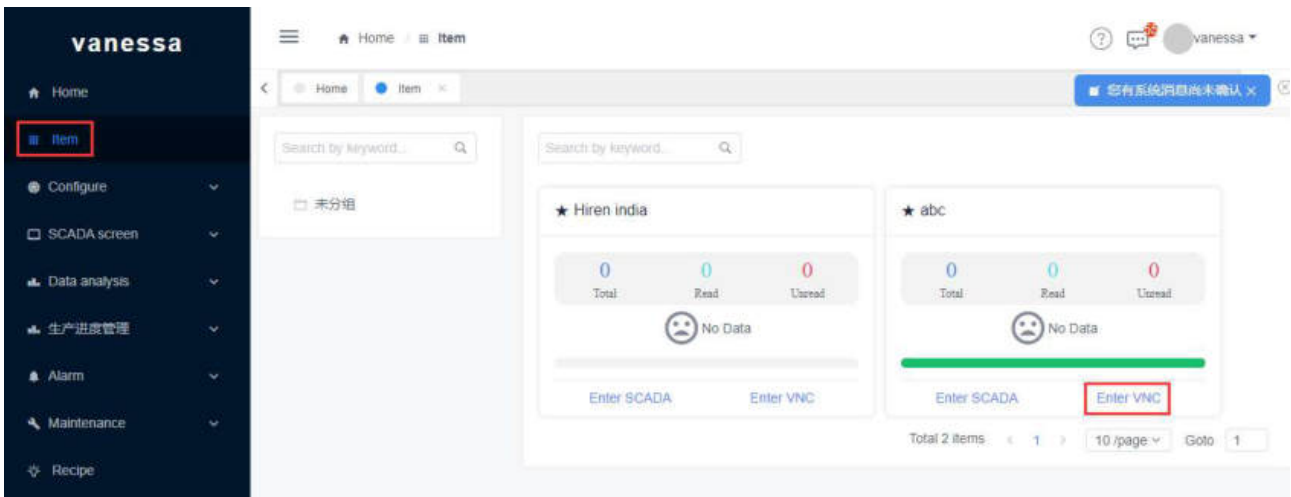 vanessa
Home / Item
vanessa
Home
Home
Item
您有系统消息尚未确认
Item
Search by keyword...
Search by keyword...
Configure
未分组
Hiren india
abc
SCADA screen
0 0 0
0 0 0
Data analysis
Total Read Unread
Total Read Unread
生产进度管理
No Data
No Data
Alarm
Enter SCADA Enter VNC
Enter SCADA Enter VNC
Maintenance
Total 2 items 1 10 /page Goto 1
Recipe